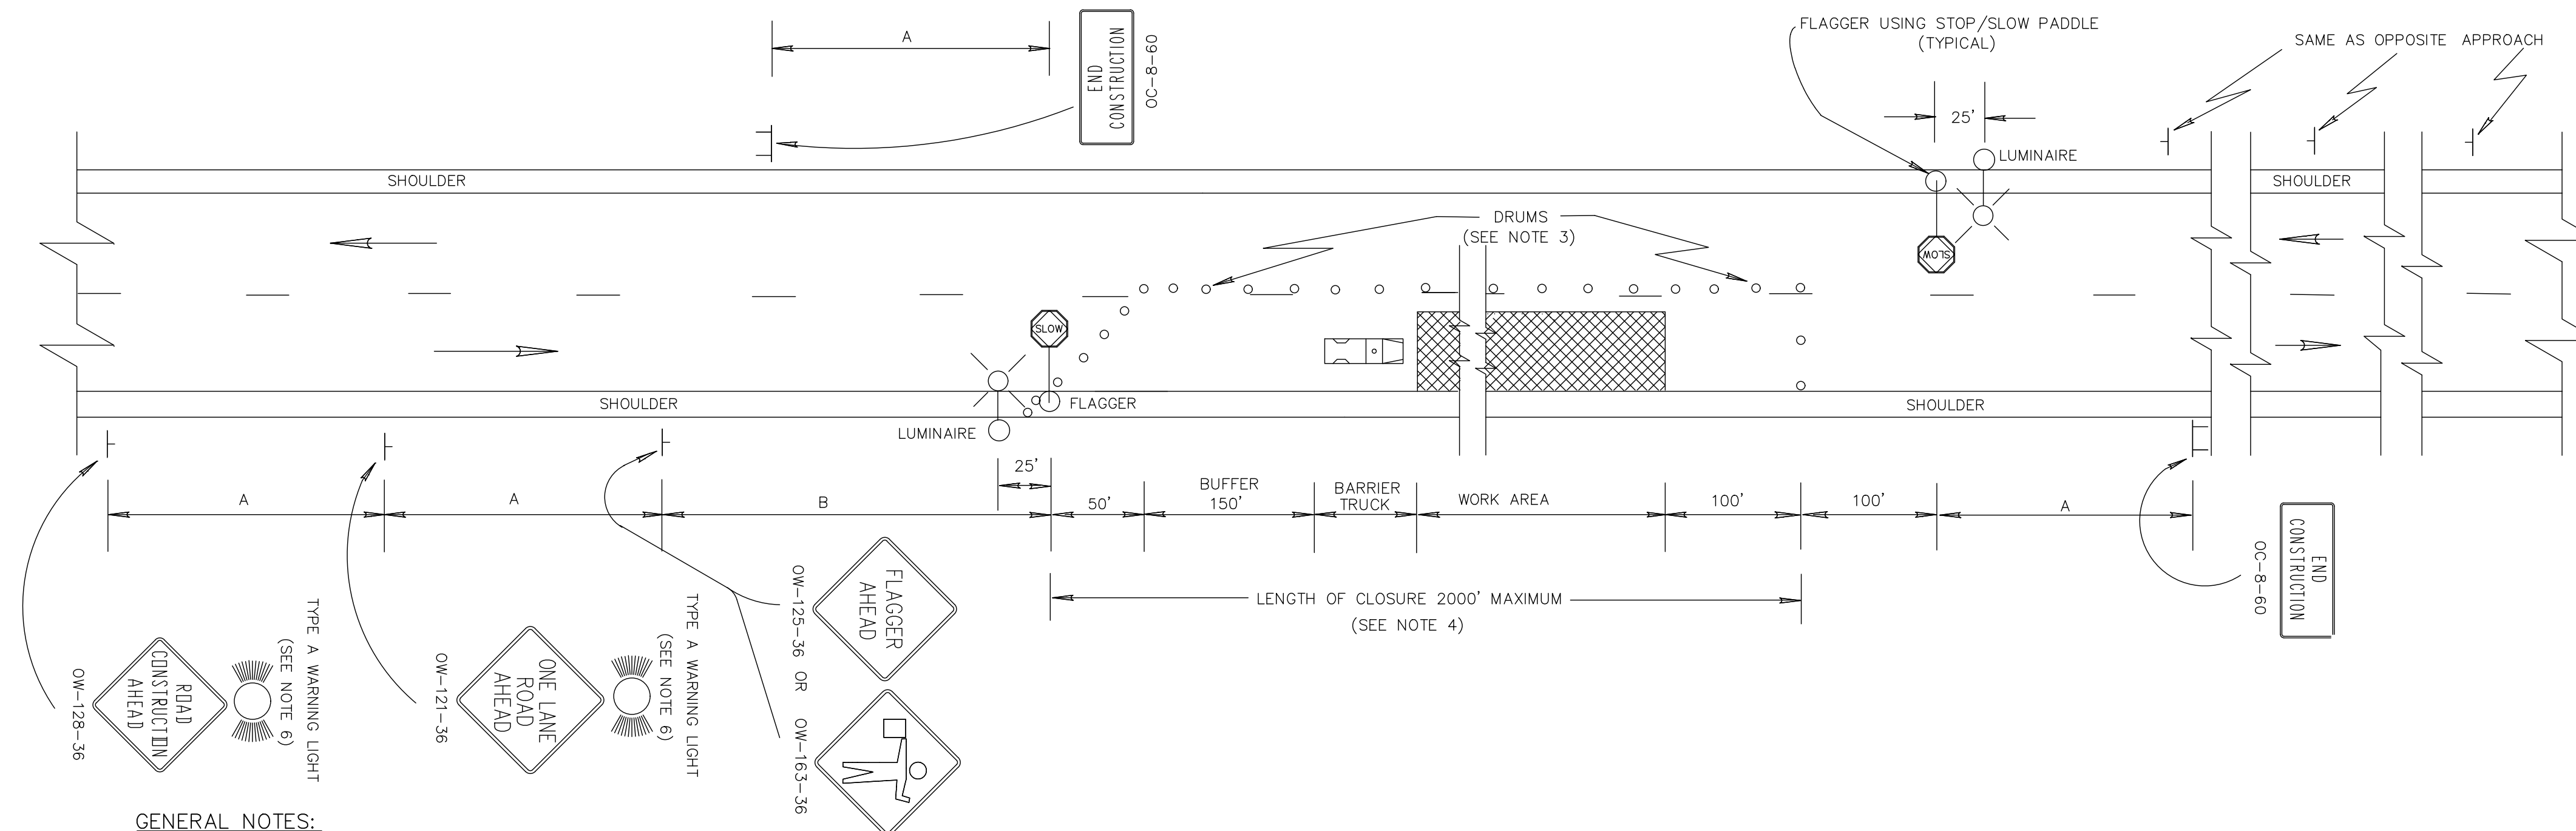 A
END
CONSTRUCTION
OC-8-60
FLAGGER USING STOP/SLOW PADDLE
(TYPICAL)
SAME AS OPPOSITE APPROACH
25'
LUMINAIRE
SHOULDER
SHOULDER
DRUMS
(SEE NOTE 3)
SLOW
SLOW
SHOULDER
FLAGGER
SHOULDER
LUMINAIRE
25'
A
A
B
50'
BUFFER
150'
BARRIER
TRUCK
WORK AREA
100'
100'
A
LENGTH OF CLOSURE 2000' MAXIMUM
(SEE NOTE 4)
END
CONSTRUCTION
OC-8-60
TYPE A WARNING LIGHT
(SEE NOTE 6)
ROAD
CONSTRUCTION
AHEAD
OW-128-36
TYPE A WARNING LIGHT
(SEE NOTE 6)
ONE LANE
ROAD
AHEAD
OW-121-36
FLAGGER
AHEAD
OW-125-36 OR OW-163-36
GENERAL NOTES: